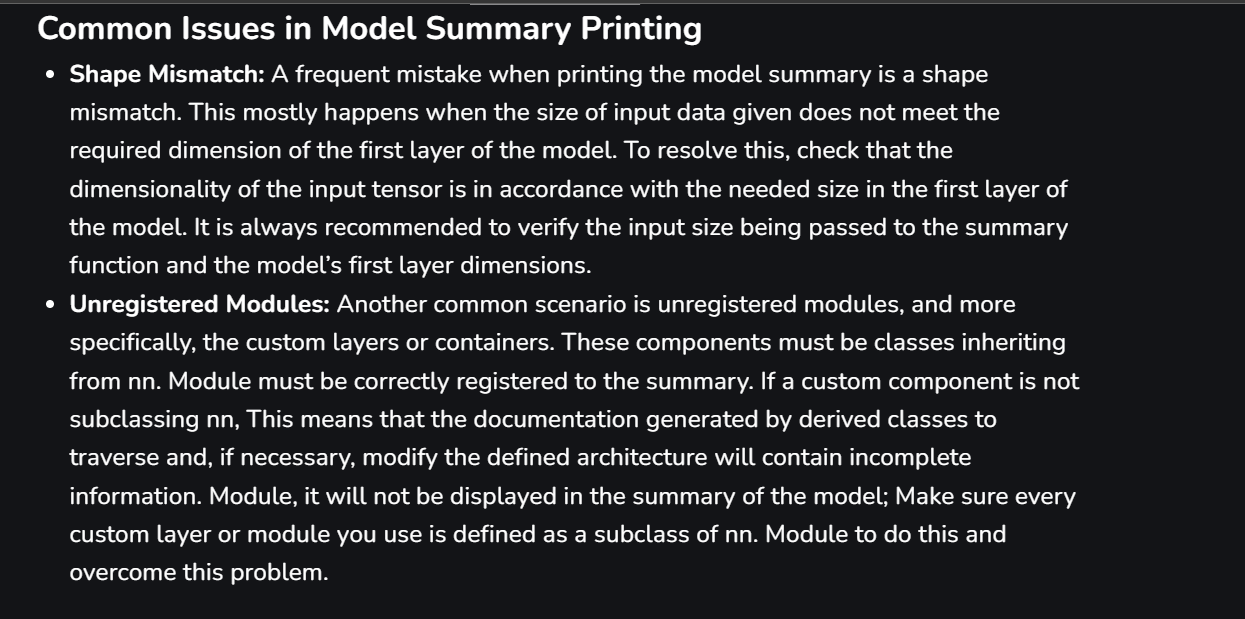 Common Issues in Model Summary Printing
• Shape Mismatch: A frequent mistake when printing the model summary is a shape
mismatch. This mostly happens when the size of input data given does not meet the
required dimension of the first layer of the model. To resolve this, check that the
dimensionality of the input tensor is in accordance with the needed size in the first layer of
the model. It is always recommended to verify the input size being passed to the summary
function and the model’s first layer dimensions.
• Unregistered Modules: Another common scenario is unregistered modules, and more
specifically, the custom layers or containers. These components must be classes inheriting
from nn. Module must be correctly registered to the summary. If a custom component is not
subclassing nn, This means that the documentation generated by derived classes to
traverse and, if necessary, modify the defined architecture will contain incomplete
information. Module, it will not be displayed in the summary of the model; Make sure every
custom layer or module you use is defined as a subclass of nn. Module to do this and
overcome this problem.